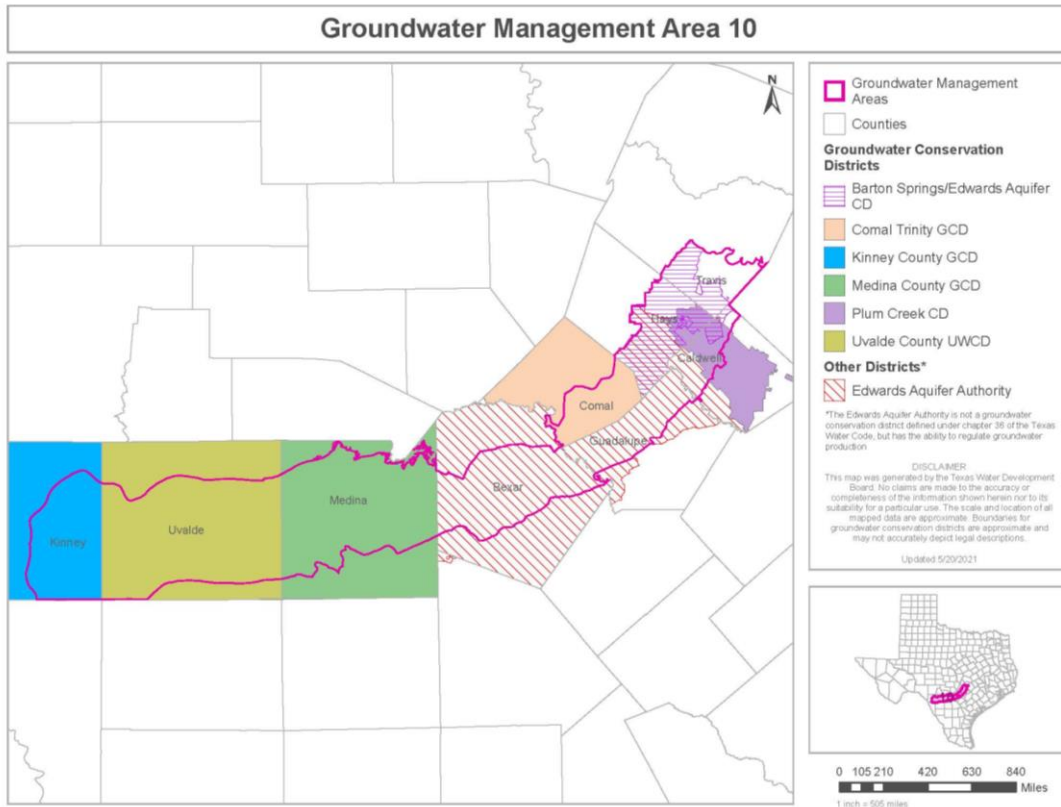 Groundwater Management Area 10
N
Travis
Hays
Caldwell
Comal
Guadalupe
Bexar
Medina
Uvalde
Kinney
Groundwater Management
Areas
Counties
Groundwater Conservation
Districts
Barton Springs/Edwards Aquifer
CD
Comal Trinity GCD
Kinney County GCD
Medina County GCD
Plum Creek CD
Uvalde County UWCD
Other Districts*
Edwards Aquifer Authority
*The Edwards Aquifer Authority is not a groundwater
conservation district defined under chapter 36 of the Texas
Water Code, but has the ability to regulate groundwater
production
DISCLAIMER
This map was generated by the Texas Water Development
Board. No claims are made to the accuracy or
completeness of the information shown herein nor to its
suitability for a particular use. The scale and location of all
mapped data are approximate. Boundaries for
groundwater conservation districts are approximate and
may not accurately depict legal descriptions.
Updated 5/20/2021
0 105 210 420 630 840
Miles
1 inch = 505 miles